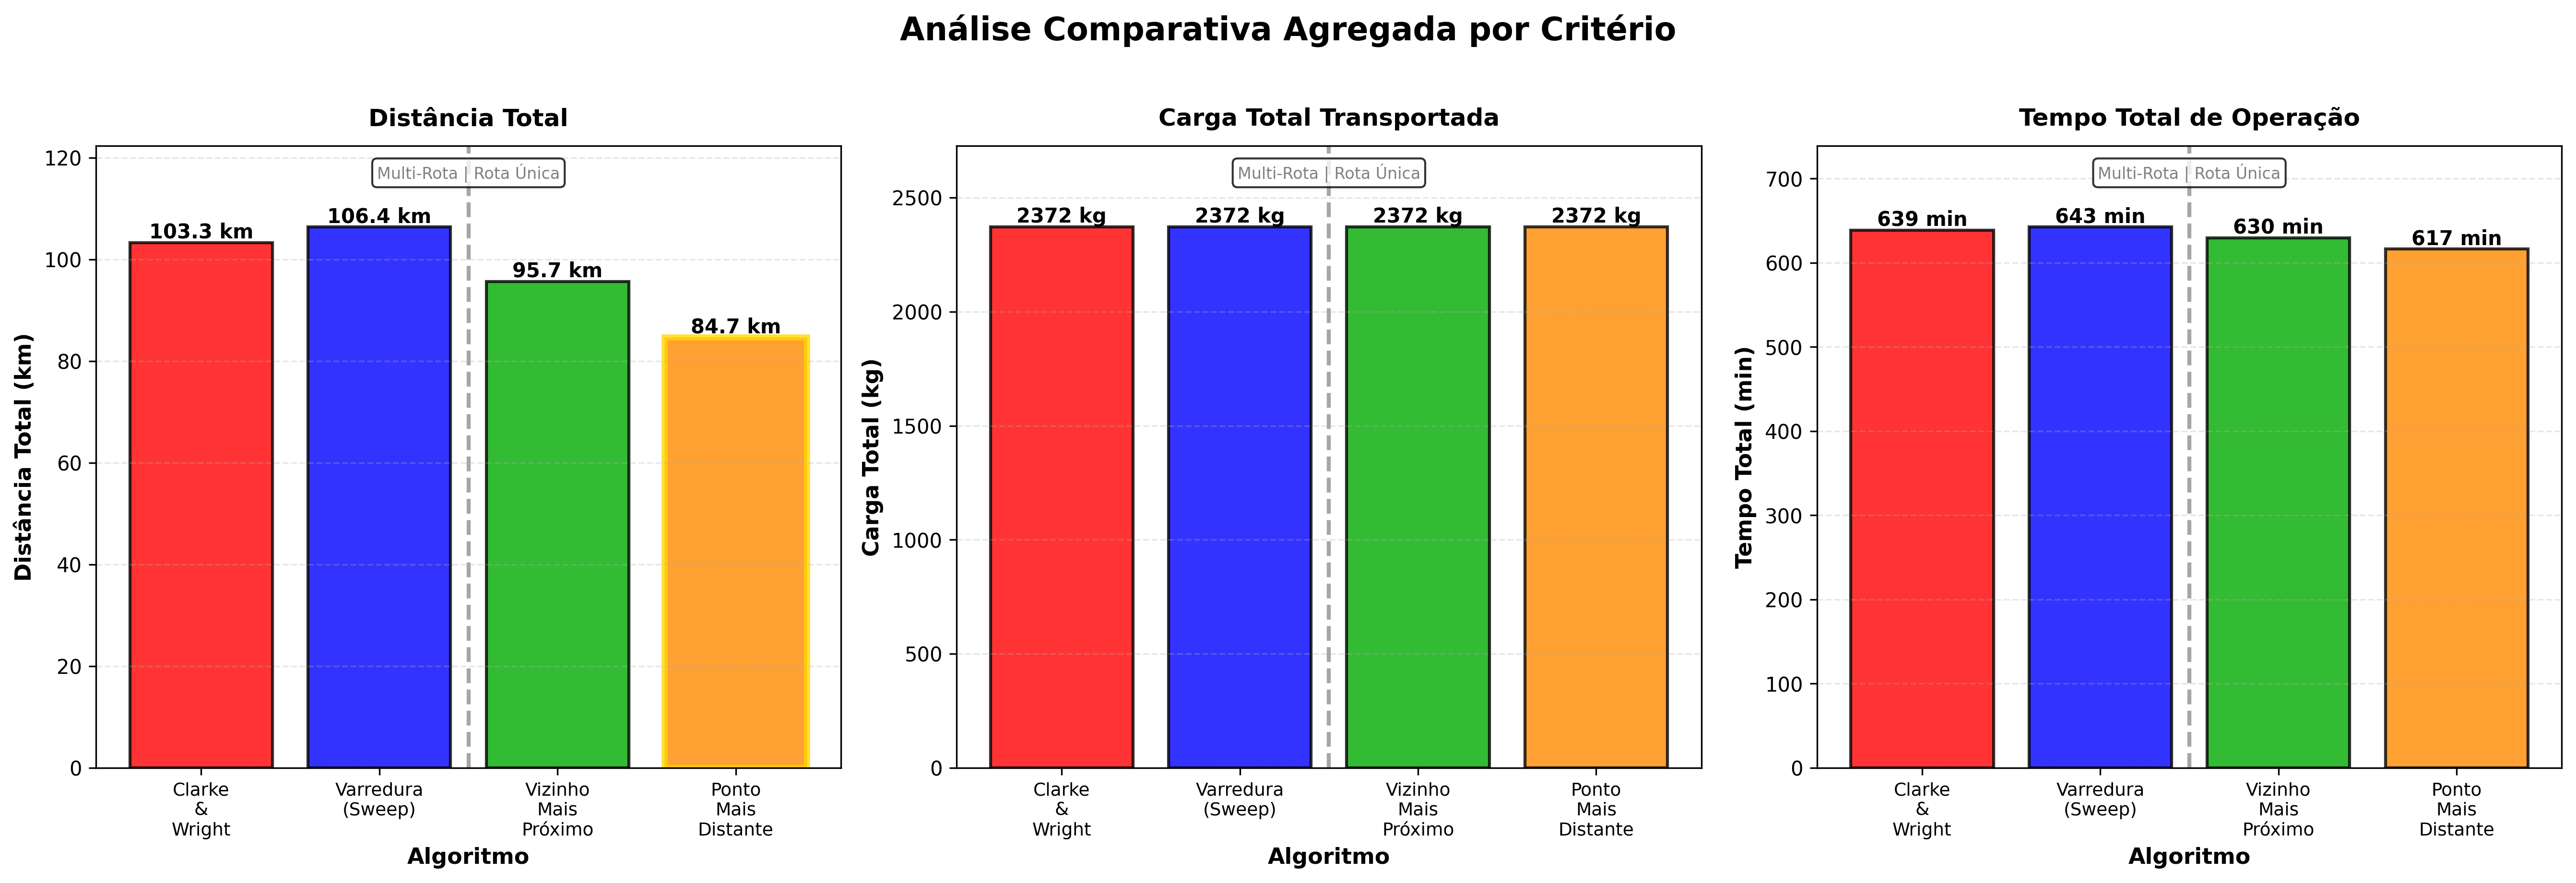 Análise Comparativa Agregada por Critério
Distância Total
Distância Total (km)
120
100
80
60
40
20
0
Multi-Rota | Rota Única
103.3 km
106.4 km
95.7 km
84.7 km
Clarke
&
Wright
Varredura
(Sweep)
Vizinho
Mais
Próximo
Ponto
Mais
Distante
Algoritmo
Carga Total Transportada
Carga Total (kg)
2500
2000
1500
1000
500
0
Multi-Rota | Rota Única
2372 kg
2372 kg
2372 kg
2372 kg
Clarke
&
Wright
Varredura
(Sweep)
Vizinho
Mais
Próximo
Ponto
Mais
Distante
Algoritmo
Tempo Total de Operação
Tempo Total (min)
700
600
500
400
300
200
100
0
Multi-Rota | Rota Única
639 min
643 min
630 min
617 min
Clarke
&
Wright
Varredura
(Sweep)
Vizinho
Mais
Próximo
Ponto
Mais
Distante
Algoritmo